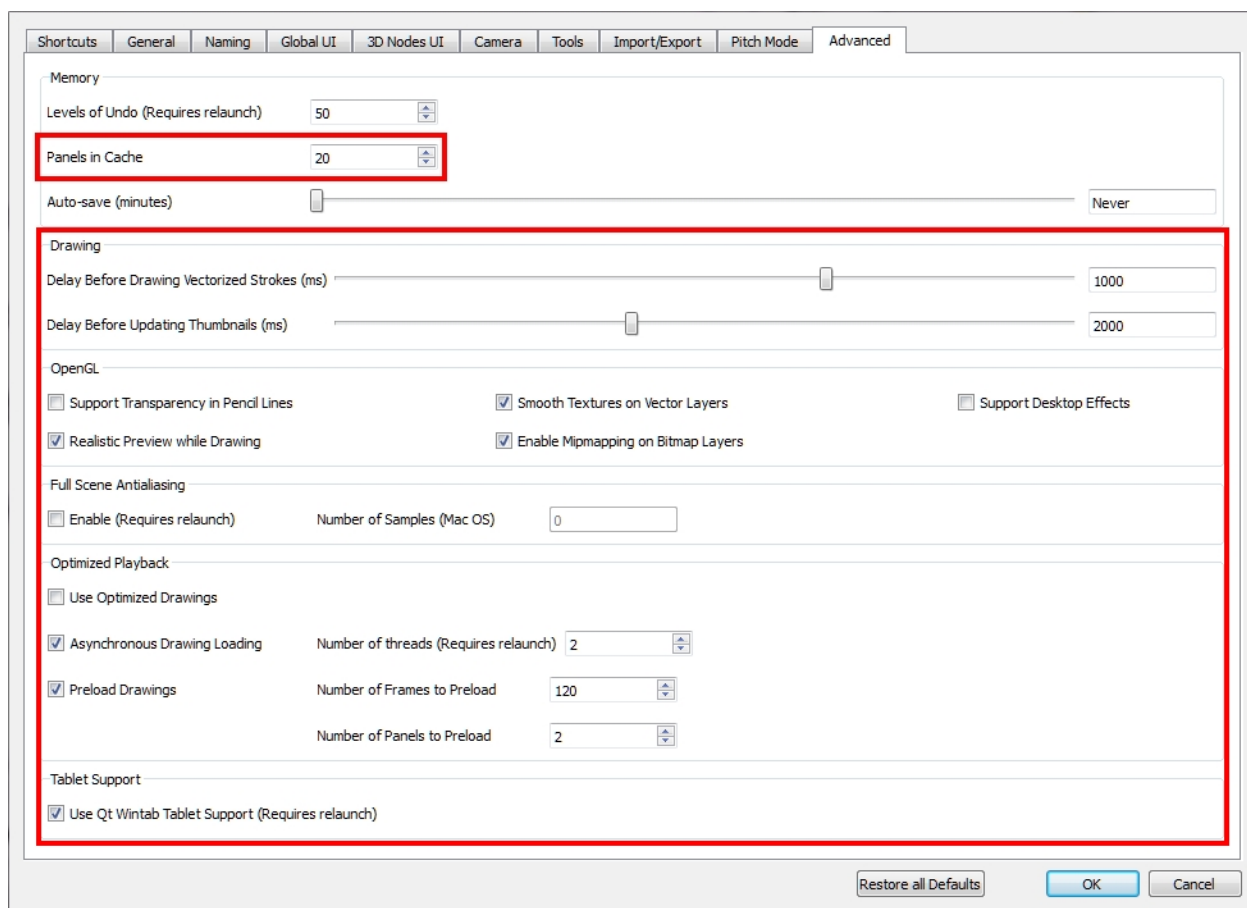 Shortcuts General Naming Global UI 3D Nodes UI Camera Tools Import/Export Pitch Mode Advanced
Memory
Levels of Undo (Requires relaunch) 50
Panels in Cache 20
Auto-save (minutes) Never
Drawing
Delay Before Drawing Vectorized Strokes (ms) 1000
Delay Before Updating Thumbnails (ms) 2000
OpenGL
Support Transparency in Pencil Lines Smooth Textures on Vector Layers Support Desktop Effects
Realistic Preview while Drawing Enable Mipmapping on Bitmap Layers
Full Scene Antialiasing
Enable (Requires relaunch) Number of Samples (Mac OS) 0
Optimized Playback
Use Optimized Drawings
Asynchronous Drawing Loading Number of threads (Requires relaunch) 2
Preload Drawings Number of Frames to Preload 120
Number of Panels to Preload 2
Tablet Support
Use Qt Wintab Tablet Support (Requires relaunch)
Restore all Defaults OK Cancel